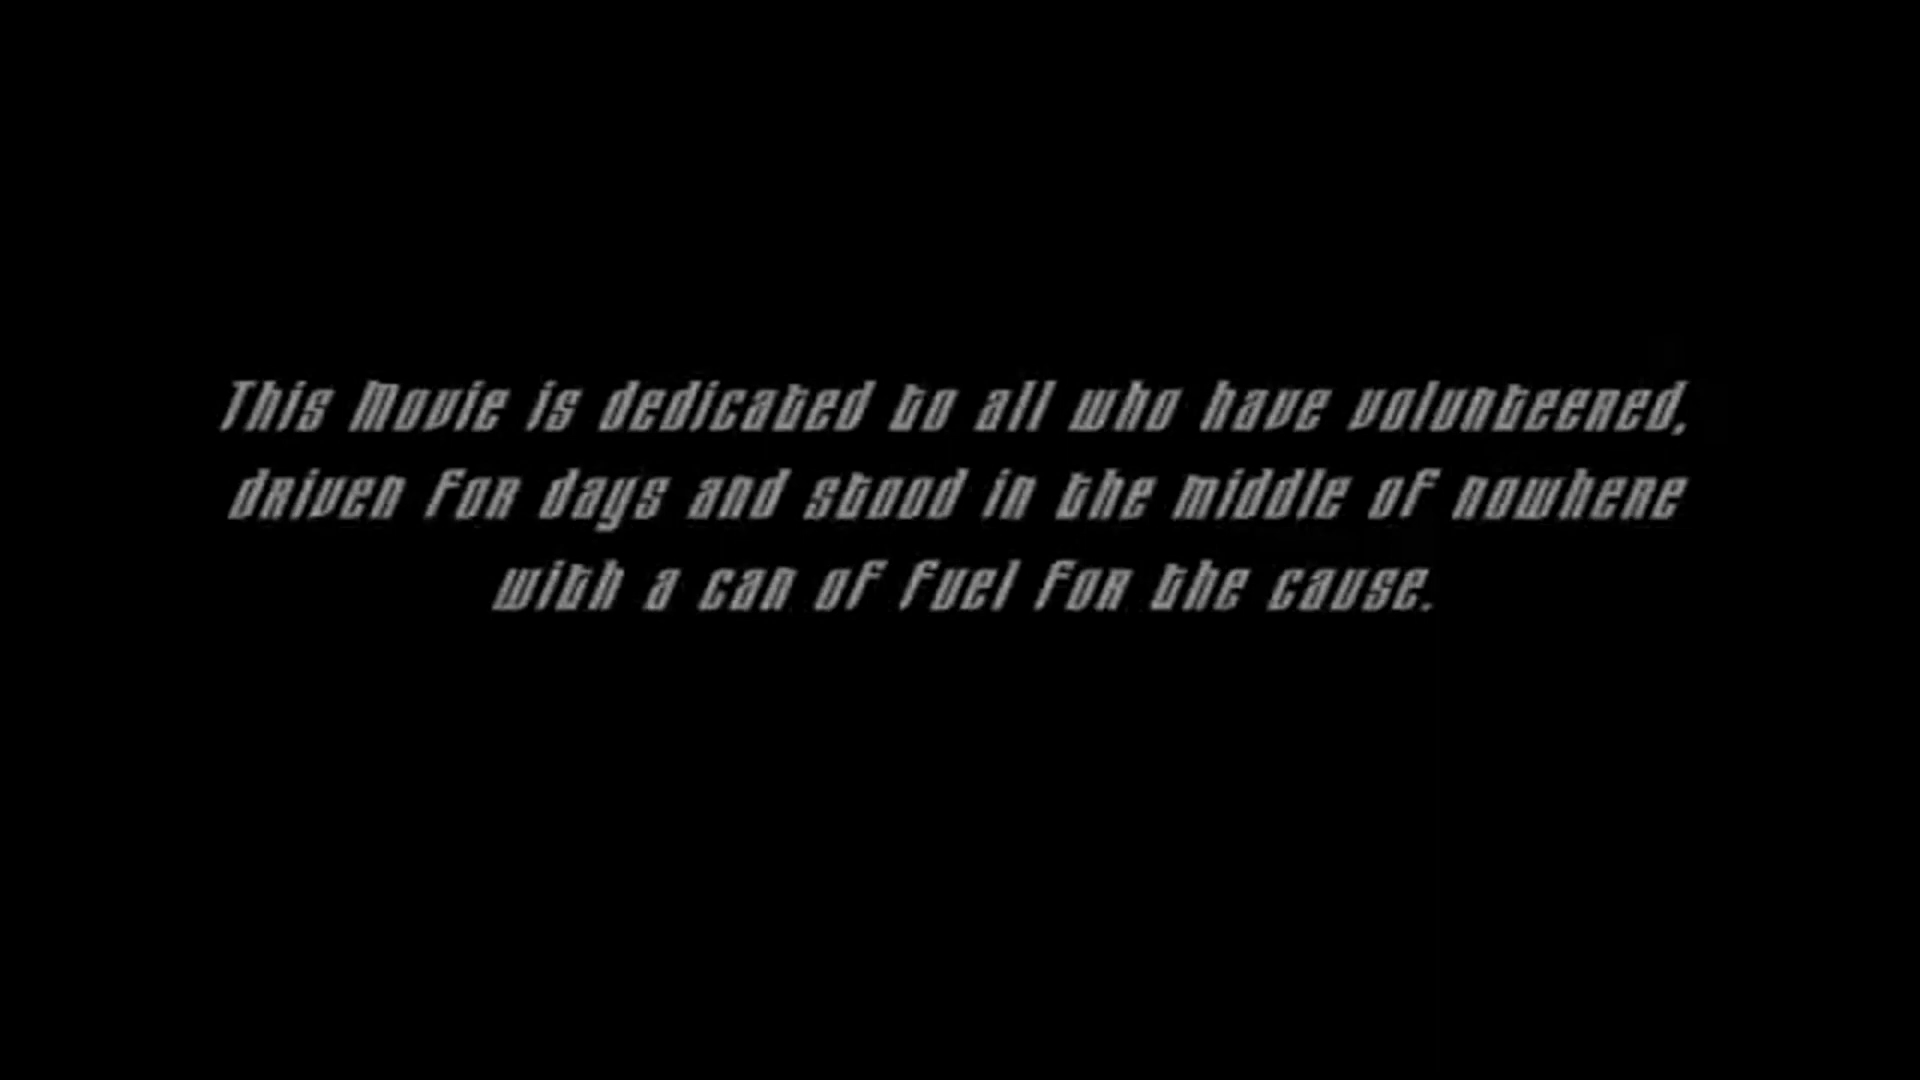 This Movie is dedicated to all who have volunteered,
driven for days and stood in the middle of nowhere
with a can of fuel for the cause.